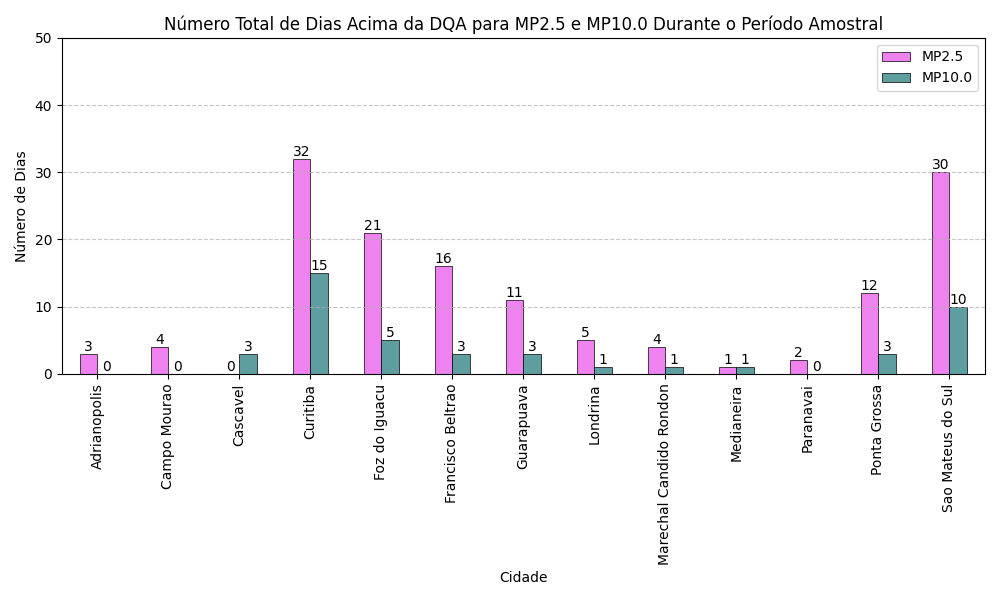 Número Total de Dias Acima da DQA para MP2.5 e MP10.0 Durante o Período Amostral
MP2.5
MP10.0
Número de Dias
50
40
30
20
10
0
3 0
4 0
0 3
32 15
21 5
16 3
11 3
5 1
4 1
1 1
2 0
12 3
30 10
Adrianopolis
Campo Mourao
Cascavel
Curitiba
Foz do Iguacu
Francisco Beltrao
Guarapuava
Londrina
Marechal Candido Rondon
Medianeira
Paranavai
Ponta Grossa
Sao Mateus do Sul
Cidade